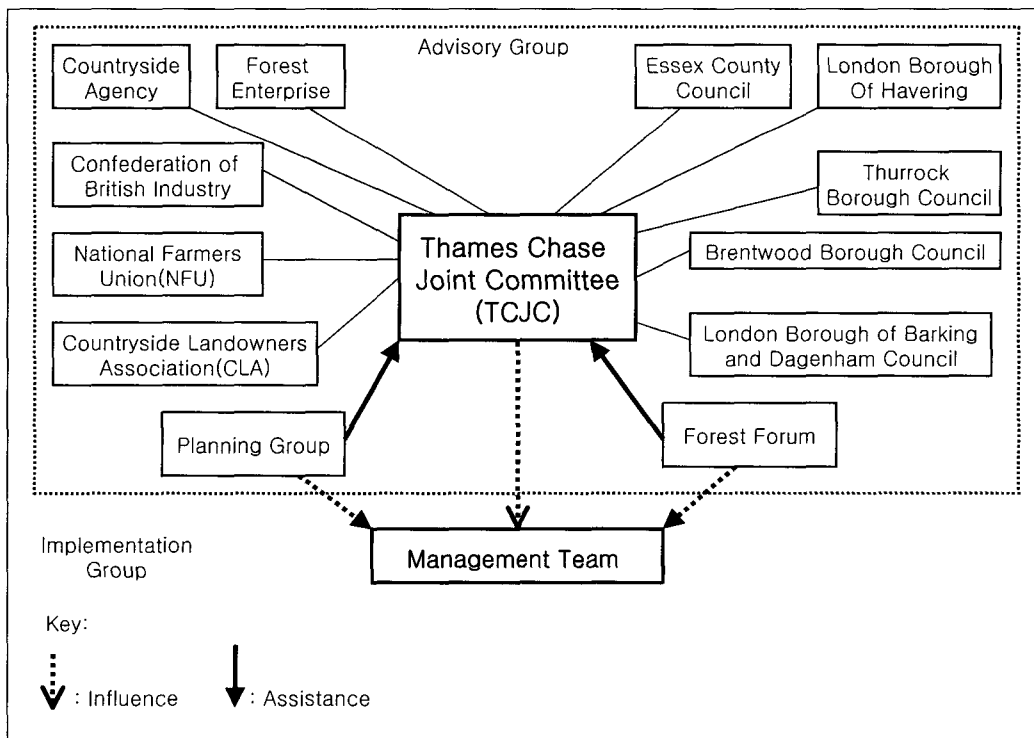 Advisory Group
Countryside
Agency
Forest
Enterprise
Essex County
Council
London Borough
Of Havering
Confederation of
British Industry
Thurrock
Borough Council
National Farmers
Union(NFU)
Thames Chase
Joint Committee
(TCJC)
Brentwood Borough Council
Countryside Landowners
Association(CLA)
London Borough of Barking
and Dagenham Council
Planning Group
Forest Forum
Implementation
Group
Management Team
Key:
: Influence
: Assistance